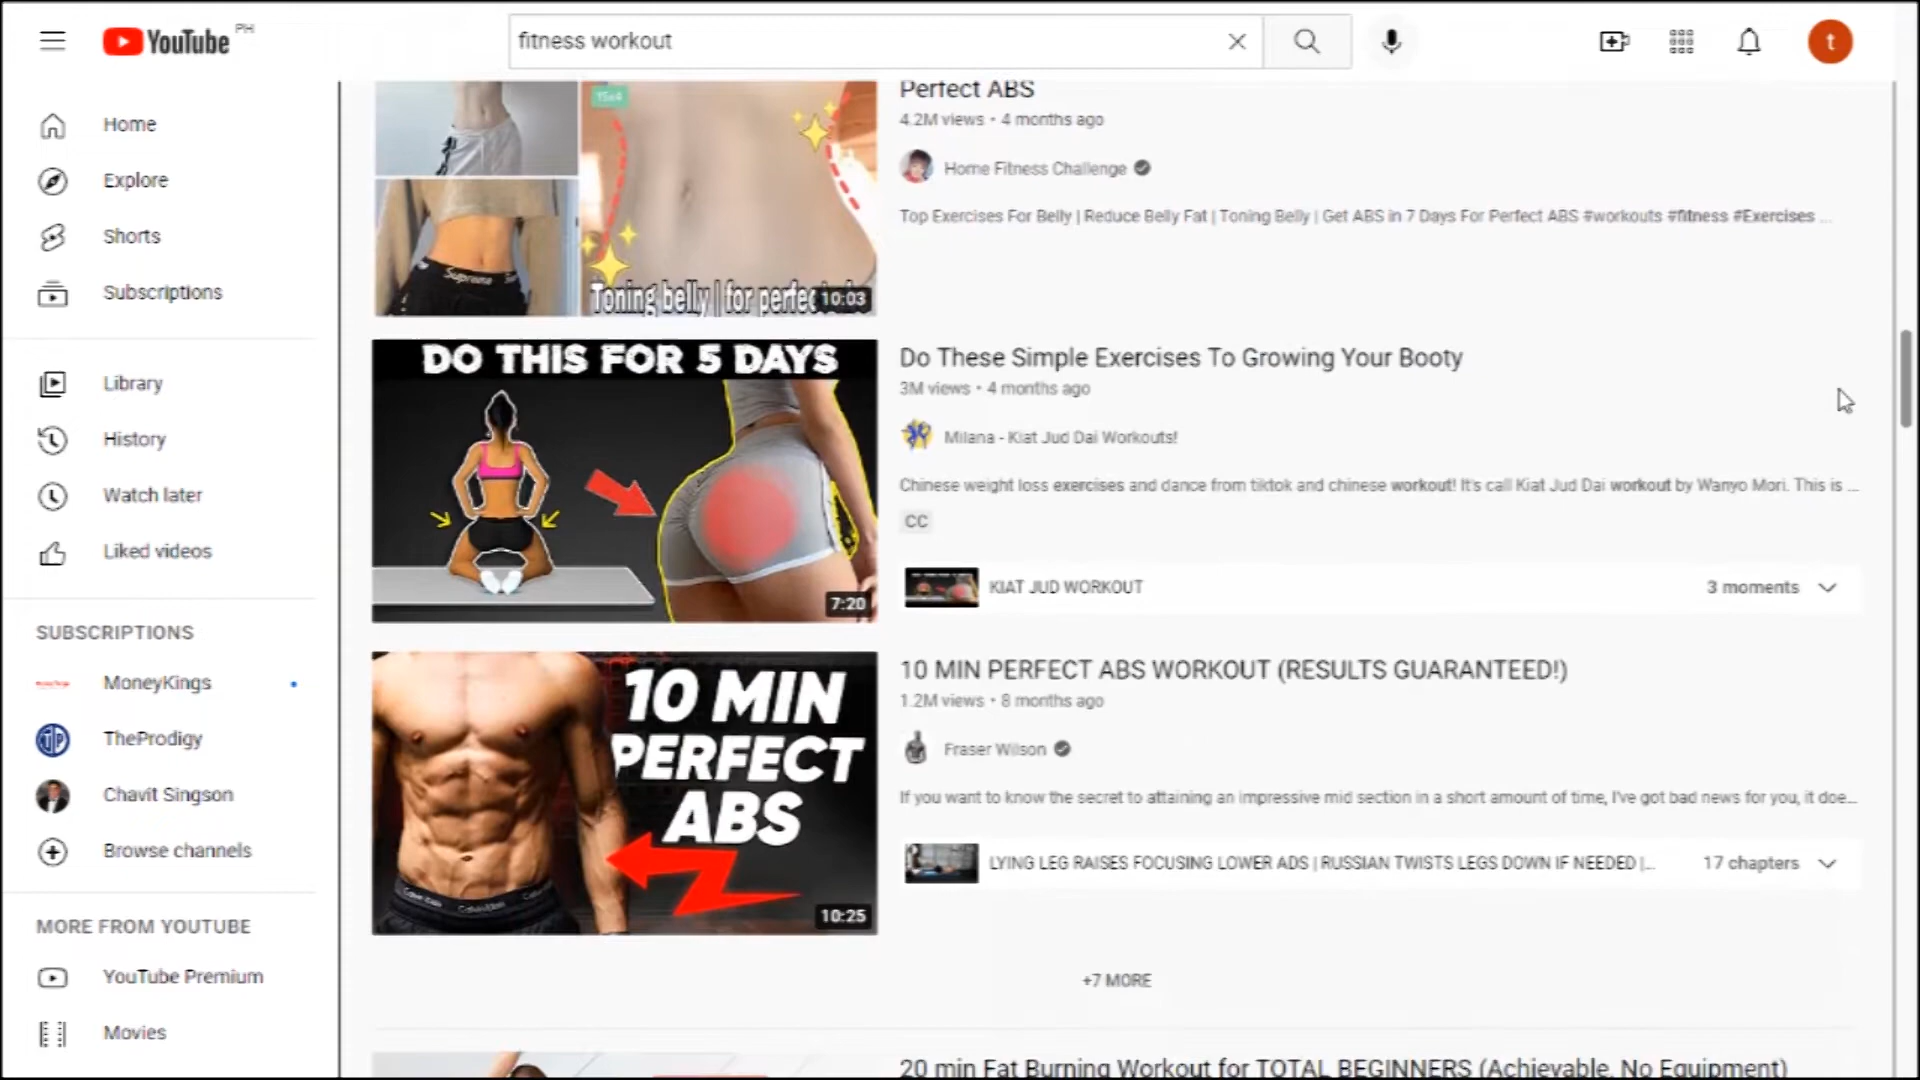 YouTube PH
fitness workout
t
Home
Explore
Shorts
Subscriptions
Library
History
Watch later
Liked videos
SUBSCRIPTIONS
MoneyKings
TheProdigy
Chavit Singson
Browse channels
MORE FROM YOUTUBE
YouTube Premium
Movies
15x4
Supreme
Toning belly | for perfec
10:03
Perfect ABS
4.2M views • 4 months ago
Home Fitness Challenge
Top Exercises For Belly | Reduce Belly Fat | Toning Belly | Get ABS in 7 Days For Perfect ABS #workouts #fitness #Exercises ...
DO THIS FOR 5 DAYS
7:20
Do These Simple Exercises To Growing Your Booty
3M views • 4 months ago
Milana - Kiat Jud Dai Workouts!
Chinese weight loss exercises and dance from tiktok and chinese workout! It's call Kiat Jud Dai workout by Wanyo Mori. This is ...
CC
KIAT JUD WORKOUT
3 moments
10 MIN
PERFECT
ABS
Calvin Klein
10:25
10 MIN PERFECT ABS WORKOUT (RESULTS GUARANTEED!)
1.2M views • 8 months ago
Fraser Wilson
If you want to know the secret to attaining an impressive mid section in a short amount of time, I've got bad news for you, it doe...
LYING LEG RAISES FOCUSING LOWER ADS | RUSSIAN TWISTS LEGS DOWN IF NEEDED |...
17 chapters
+7 MORE
20 min Fat Burning Workout for TOTAL BEGINNERS (Achievable, No Equipment)